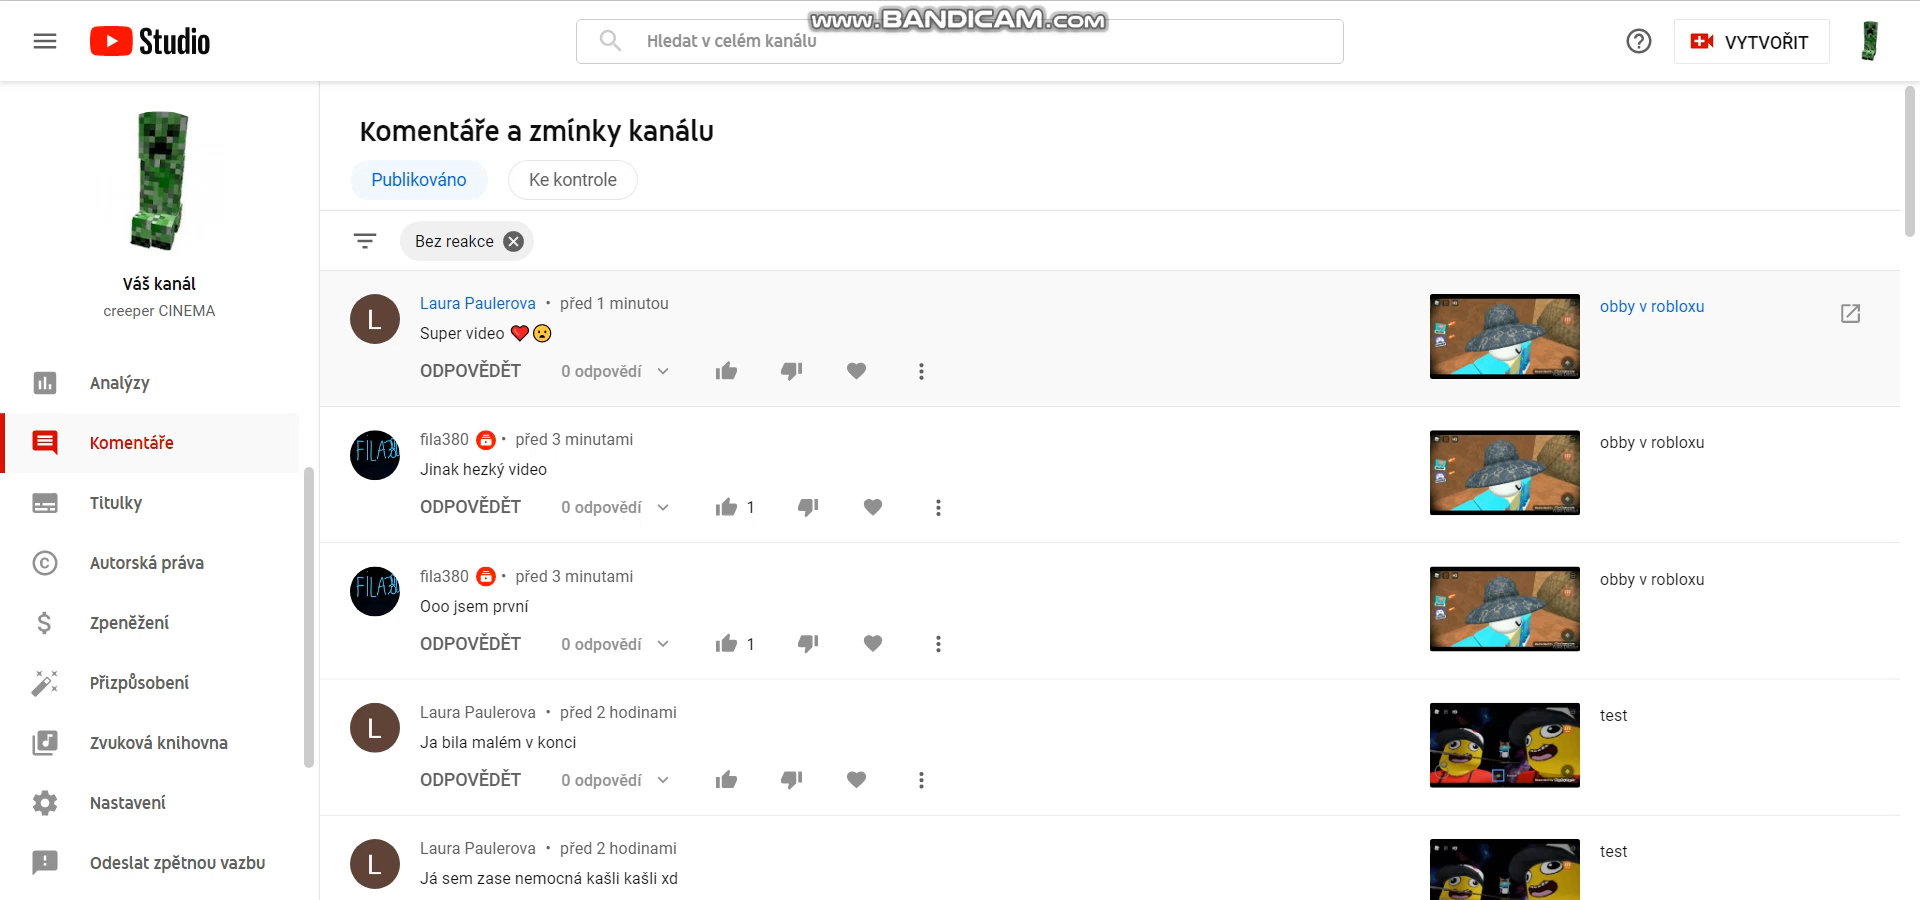 www.BANDICAM.com
Studio
Hledat v celém kanálu
VYTVOŘIT
Váš kanál
creeper CINEMA
Analýzy
Komentáře
Titulky
Autorská práva
Zpeněžení
Přizpůsobení
Zvuková knihovna
Nastavení
Odeslat zpětnou vazbu
Komentáře a zmínky kanálu
Publikováno
Ke kontrole
Bez reakce
L
Laura Paulerova • před 1 minutou
Super video ❤️😦
ODPOVĚDĚT 0 odpovědí
obby v robloxu
FILA380
fila380 • před 3 minutami
Jinak hezký video
ODPOVĚDĚT 0 odpovědí 1
obby v robloxu
FILA380
fila380 • před 3 minutami
Ooo jsem první
ODPOVĚDĚT 0 odpovědí 1
obby v robloxu
L
Laura Paulerova • před 2 hodinami
Ja bila malém v konci
ODPOVĚDĚT 0 odpovědí
test
L
Laura Paulerova • před 2 hodinami
Já sem zase nemocná kašli kašli xd
test